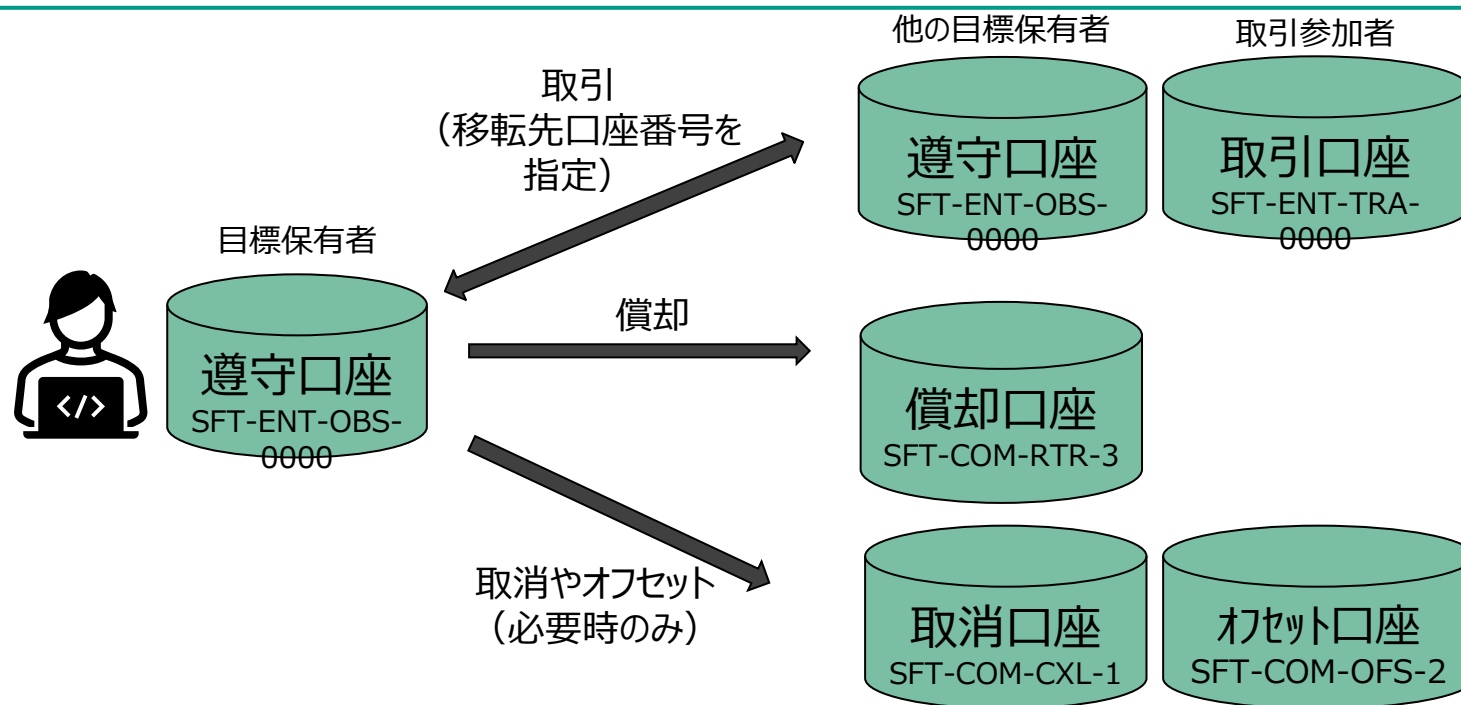 他の目標保有者
取引参加者
取引
（移転先口座番号を
指定）
遵守口座
SFT-ENT-OBS-
0000
取引口座
SFT-ENT-TRA-
0000
目標保有者
遵守口座
SFT-ENT-OBS-
0000
</>
償却
償却口座
SFT-COM-RTR-3
取消やオフセット
（必要時のみ）
取消口座
SFT-COM-CXL-1
ｵﾌｾｯﾄ口座
SFT-COM-OFS-2